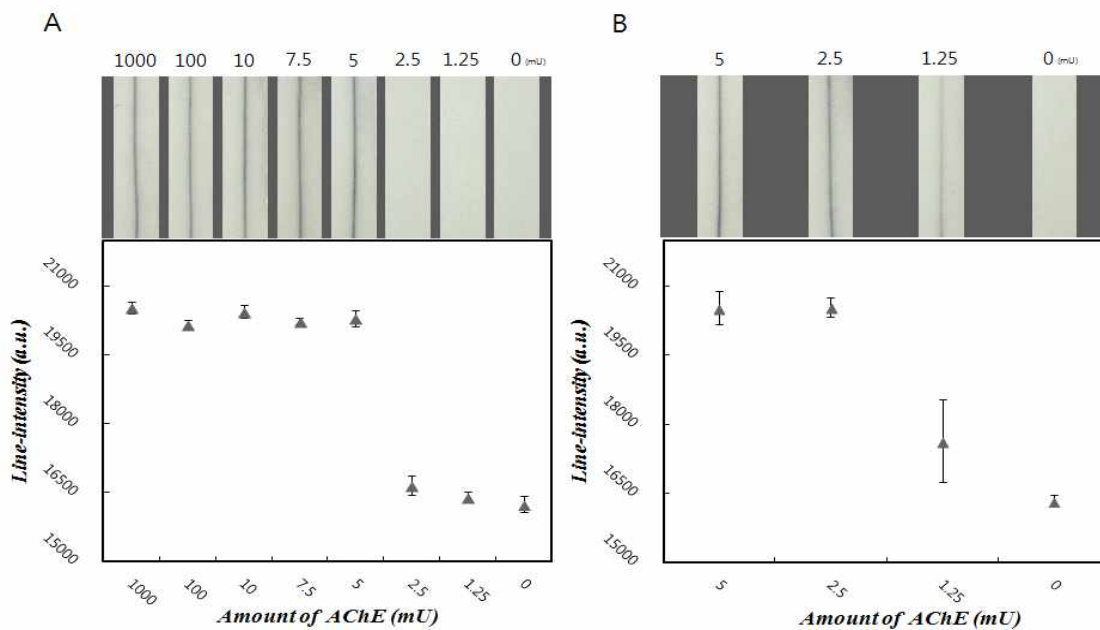 A
1000 100 10 7.5 5 2.5 1.25 0 (mU)
Line-intensity (a.u.)
21000
19500
18000
16500
15000
1000 100 10 7.5 5 2.5 1.25 0
Amount of AChE (mU)
B
5 2.5 1.25 0 (mU)
Line-intensity (a.u.)
21000
19500
18000
16500
15000
5 2.5 1.25 0
Amount of AChE (mU)